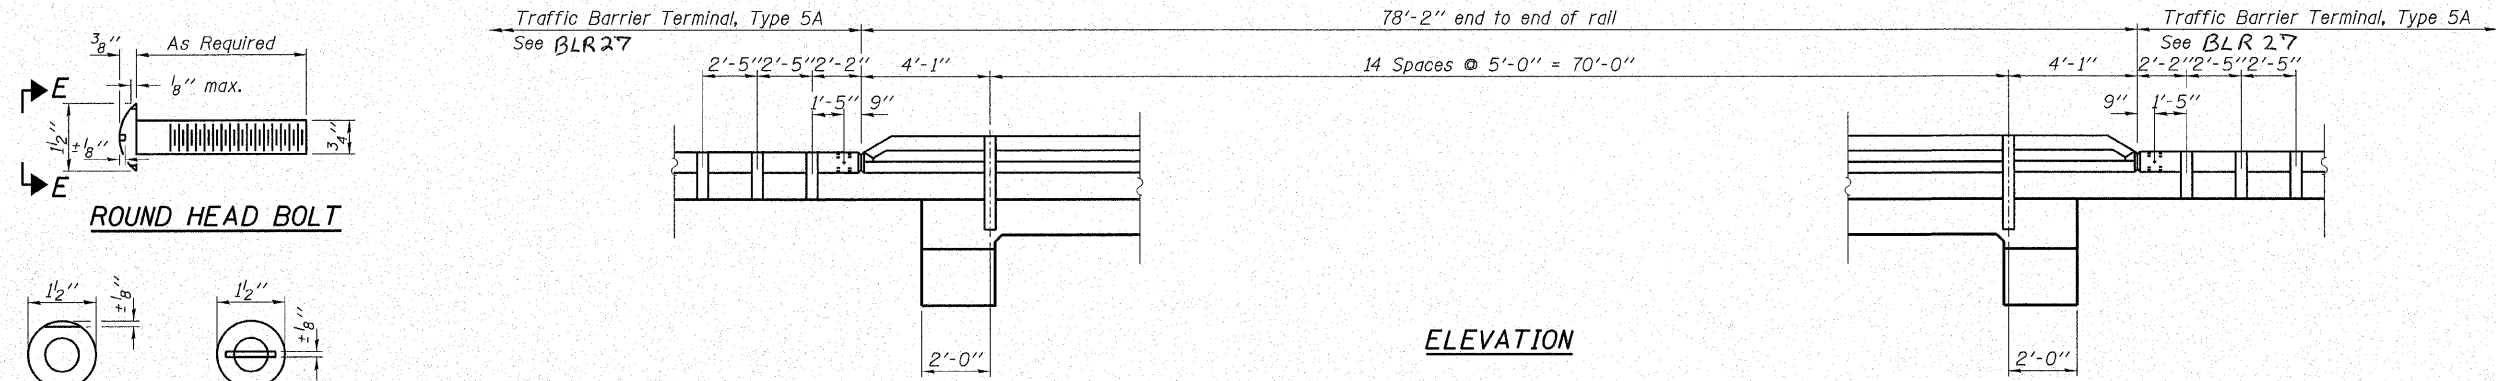 Traffic Barrier Terminal, Type 5A
See BLR 27
78'-2" end to end of rail
Traffic Barrier Terminal, Type 5A
See BLR 27
2'-5" 2'-5" 2'-2" 4'-1" 14 Spaces @ 5'-0" = 70'-0" 4'-1" 2'-2" 2'-5" 2'-5"
1'-5" 9" 9" 1'-5"
3/8" As Required
1/8" max.
E
1 1/2"
±1/8"
3/4"
E
ROUND HEAD BOLT
1 1/2" ±1/8" 1 1/2" ±1/8"
2'-0"
ELEVATION
2'-0"